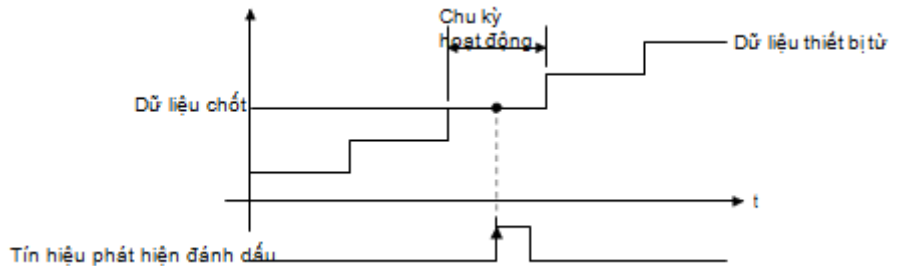 Chu kỳ
hoạt động
Dữ liệu thiết bị từ
Dữ liệu chốt
t
Tín hiệu phát hiện đánh dấu